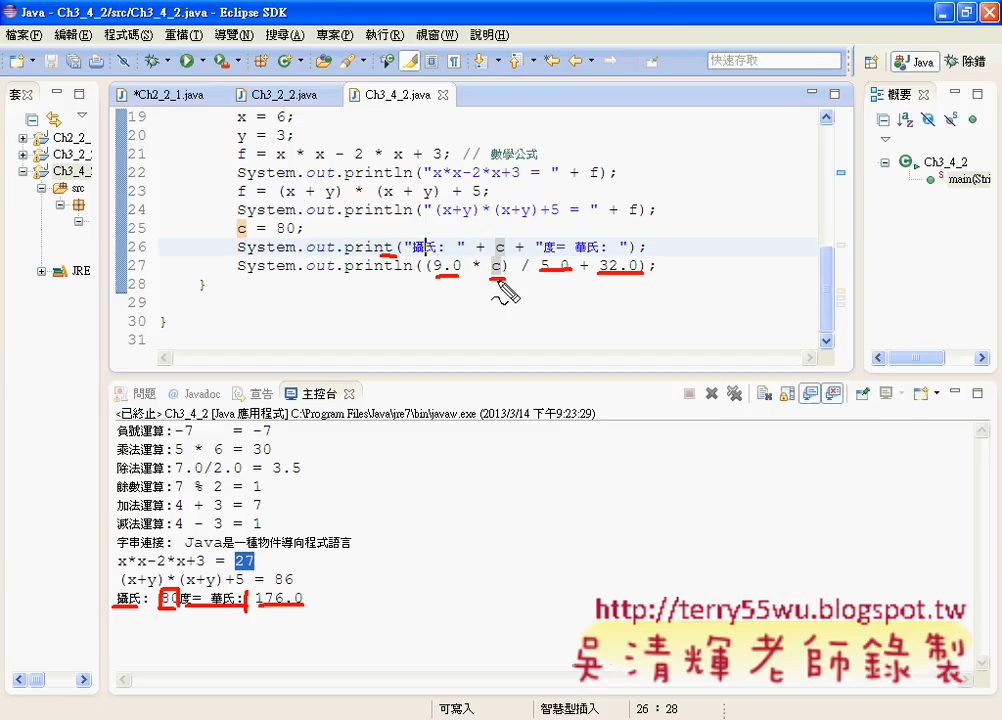 Java - Ch3_4_2/src/Ch3_4_2.java - Eclipse SDK
檔案(F) 編輯(E) 程式碼(S) 重構(T) 導覽(N) 搜尋(A) 專案(P) 執行(R) 視窗(W) 說明(H)
快速存取
Java
除錯
套
*Ch2_2_1.java
Ch3_2_2.java
Ch3_4_2.java
概要
Ch2_2_
Ch3_2_
Ch3_4_
src
JRE
19 x = 6;
20 y = 3;
21 f = x * x - 2 * x + 3; // 數學公式
22 System.out.println("x*x-2*x+3 = " + f);
23 f = (x + y) * (x + y) + 5;
24 System.out.println("(x+y)*(x+y)+5 = " + f);
25 c = 80;
26 System.out.print("攝氏: " + c + "度= 華氏: ");
27 System.out.println((9.0 * c) / 5.0 + 32.0);
28 }
29
30 }
31
Ch3_4_2
main(Stri
問題 @ Javadoc 宣告 主控台
<已終止> Ch3_4_2 [Java 應用程式] C:\Program Files\Java\jre7\bin\javaw.exe (2013/3/14 下午9:23:29)
負號運算:-7 = -7
乘法運算:5 * 6 = 30
除法運算:7.0/2.0 = 3.5
餘數運算:7 % 2 = 1
加法運算:4 + 3 = 7
減法運算:4 - 3 = 1
字串連接: Java是一種物件導向程式語言
x*x-2*x+3 = 27
(x+y)*(x+y)+5 = 86
攝氏: 80度= 華氏: 176.0
http://terry55wu.blogspot.tw
吳清輝老師錄製
可寫入
智慧型插入
26 : 28